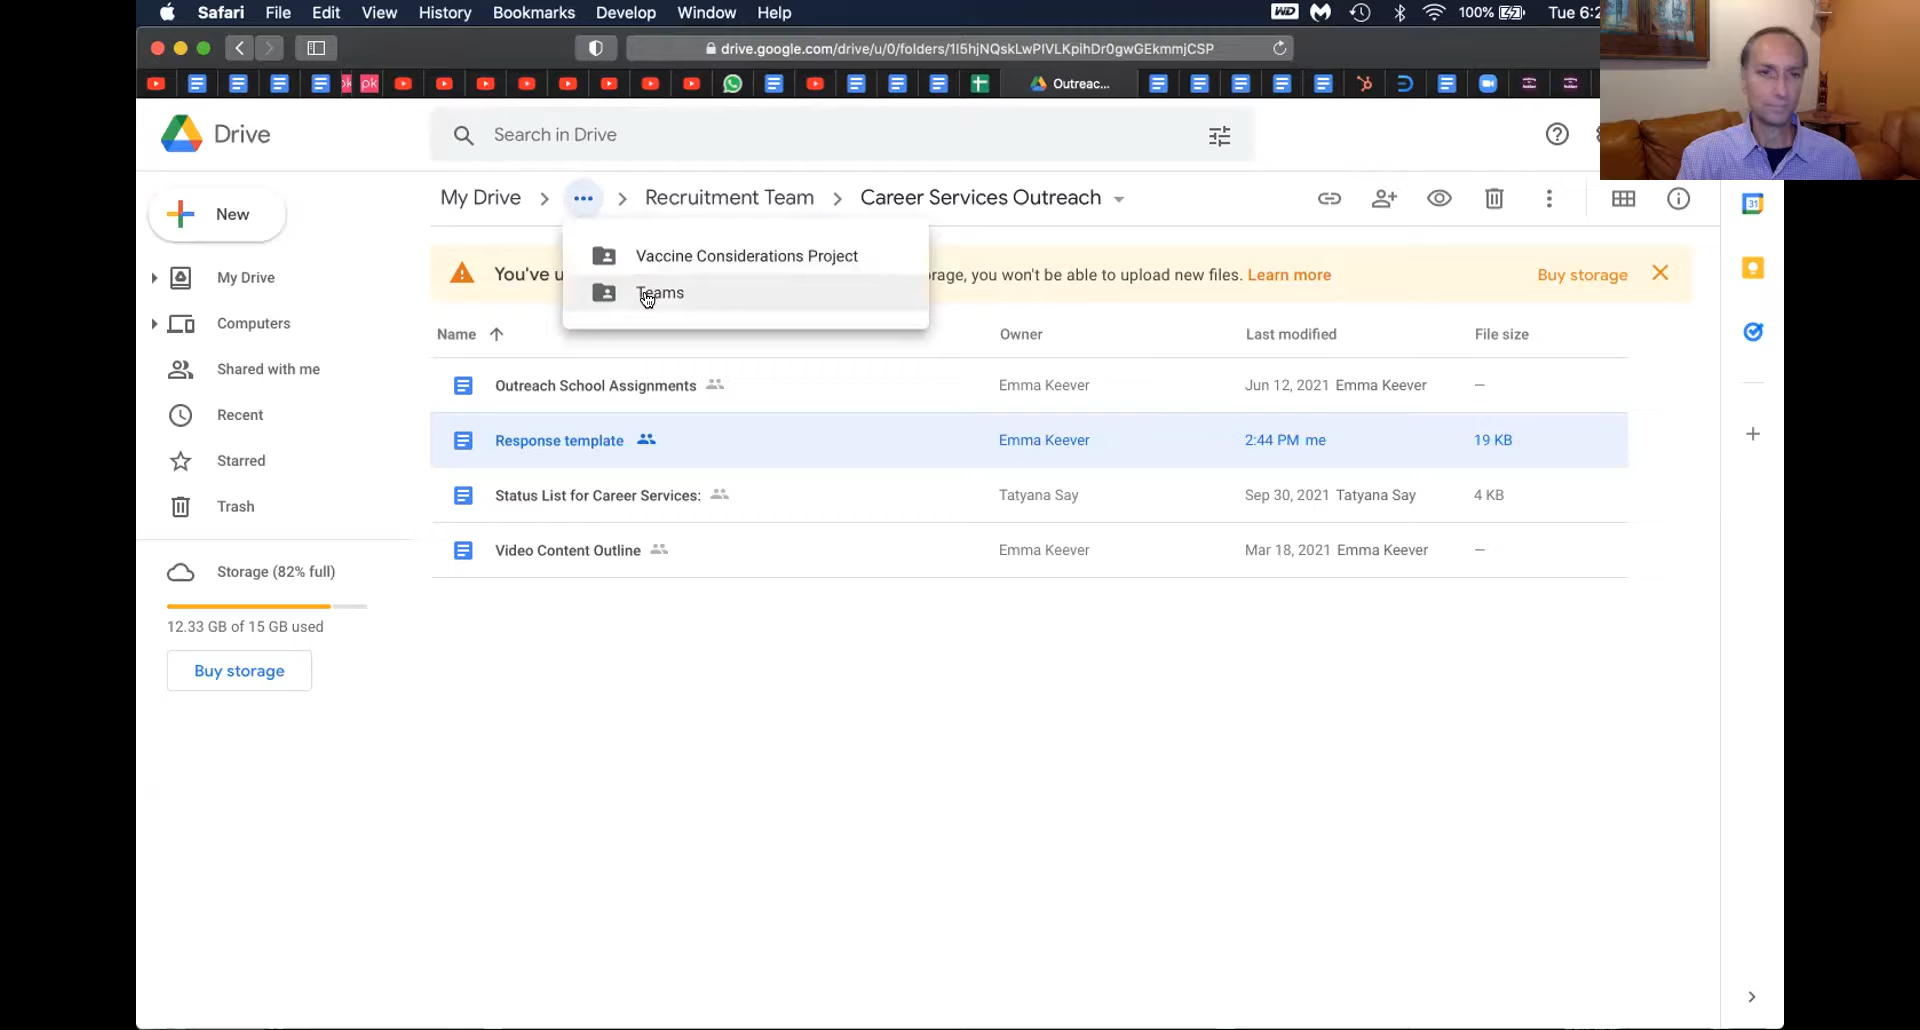 Safari File Edit View History Bookmarks Develop Window Help WD 100% Tue 6:2
drive.google.com/drive/u/0/folders/1I5hjNQskLwPIVLKpihDr0gwGEkmmjCSP
pk Outreac...
Drive
Search in Drive
New
My Drive
Computers
Shared with me
Recent
Starred
Trash
Storage (82% full)
12.33 GB of 15 GB used
Buy storage
My Drive > ••• > Recruitment Team > Career Services Outreach
Vaccine Considerations Project
Teams
You've u
rage, you won't be able to upload new files. Learn more Buy storage
Name Owner Last modified File size
Outreach School Assignments Emma Keever Jun 12, 2021 Emma Keever —
Response template Emma Keever 2:44 PM me 19 KB
Status List for Career Services: Tatyana Say Sep 30, 2021 Tatyana Say 4 KB
Video Content Outline Emma Keever Mar 18, 2021 Emma Keever —
31